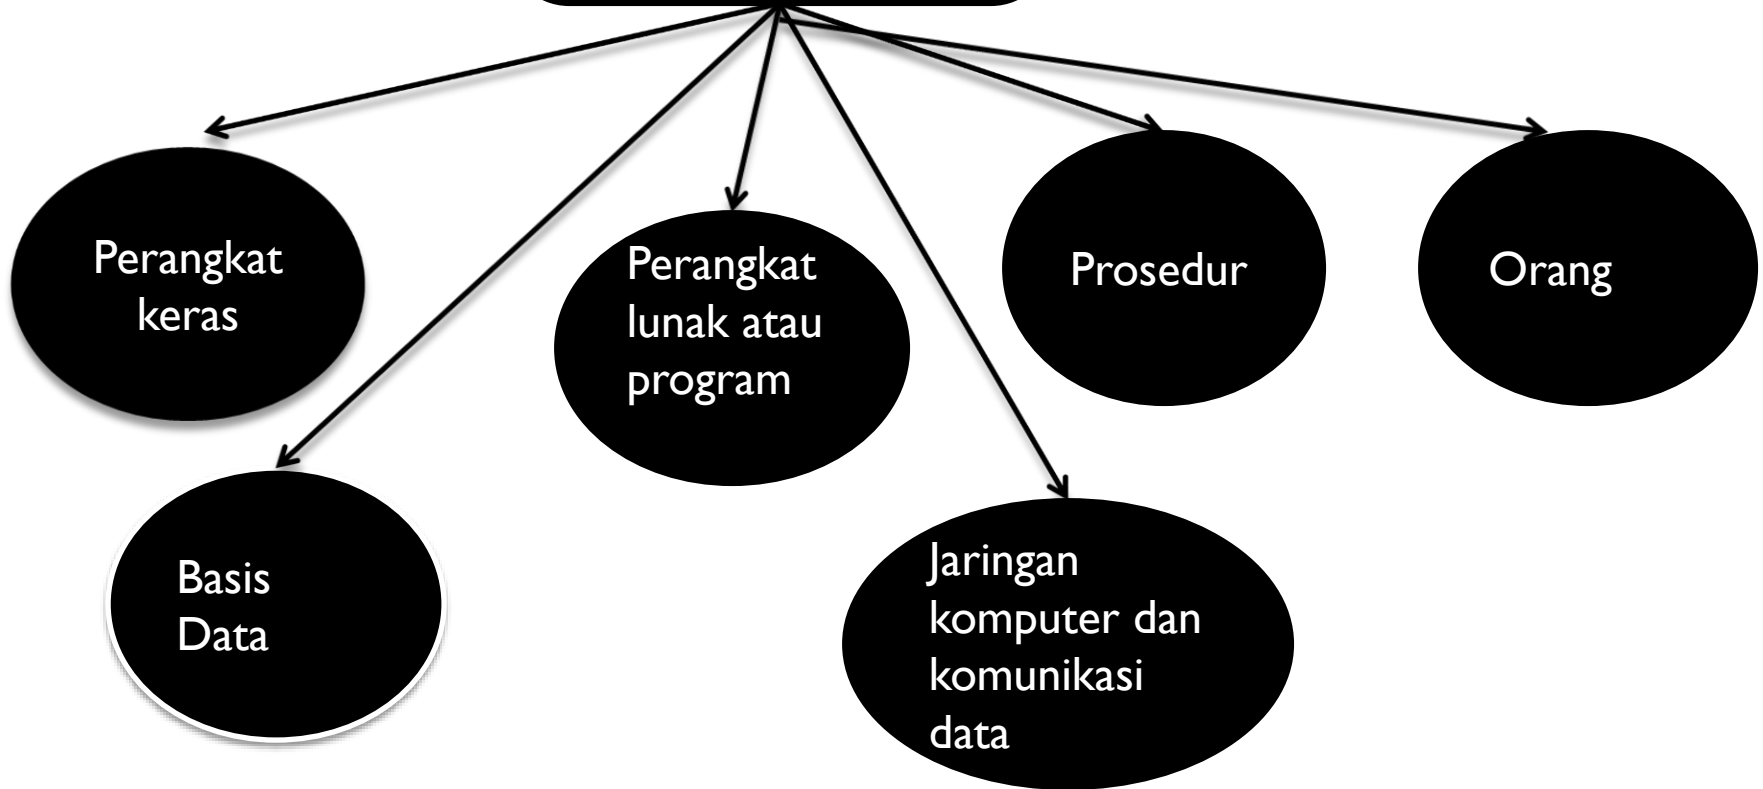 Perangkat
keras
Perangkat
lunak atau
program
Prosedur
Orang
Basis
Data
Jaringan
komputer dan
komunikasi
data